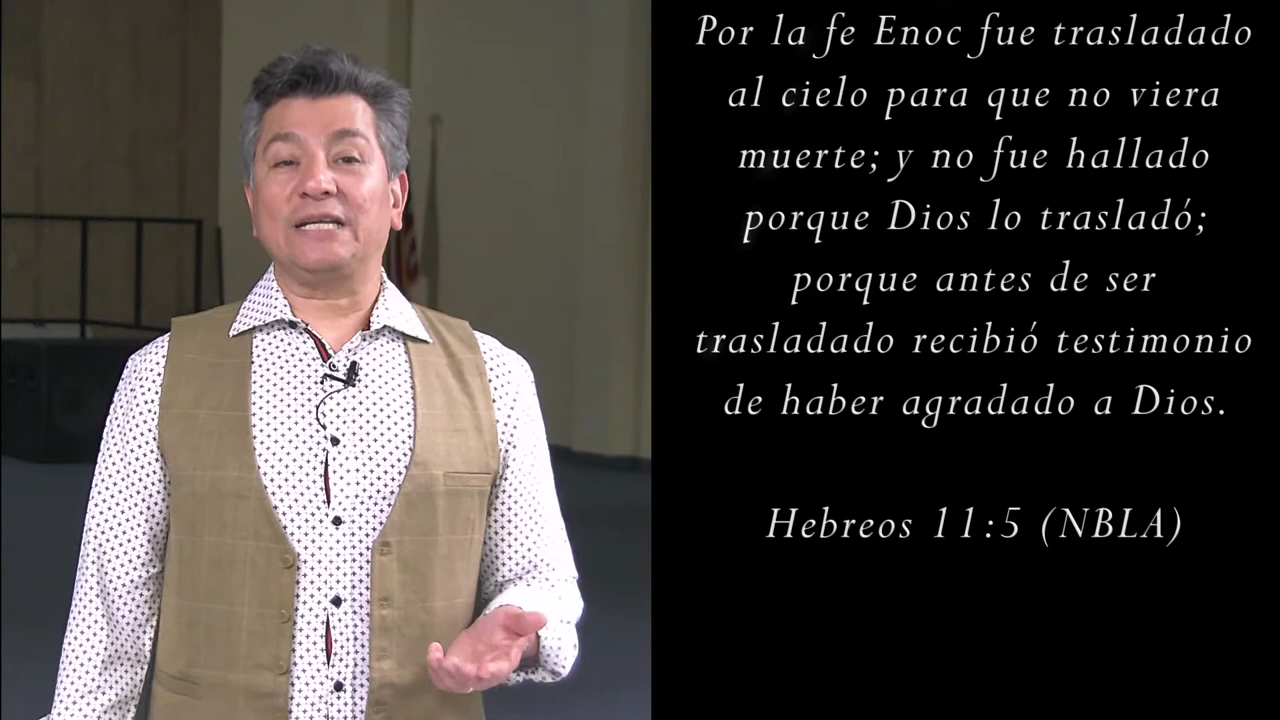 Por la fe Enoc fue trasladado
al cielo para que no viera
muerte; y no fue hallado
porque Dios lo trasladó;
porque antes de ser
trasladado recibió testimonio
de haber agradado a Dios.
Hebreos 11:5 (NBLA)